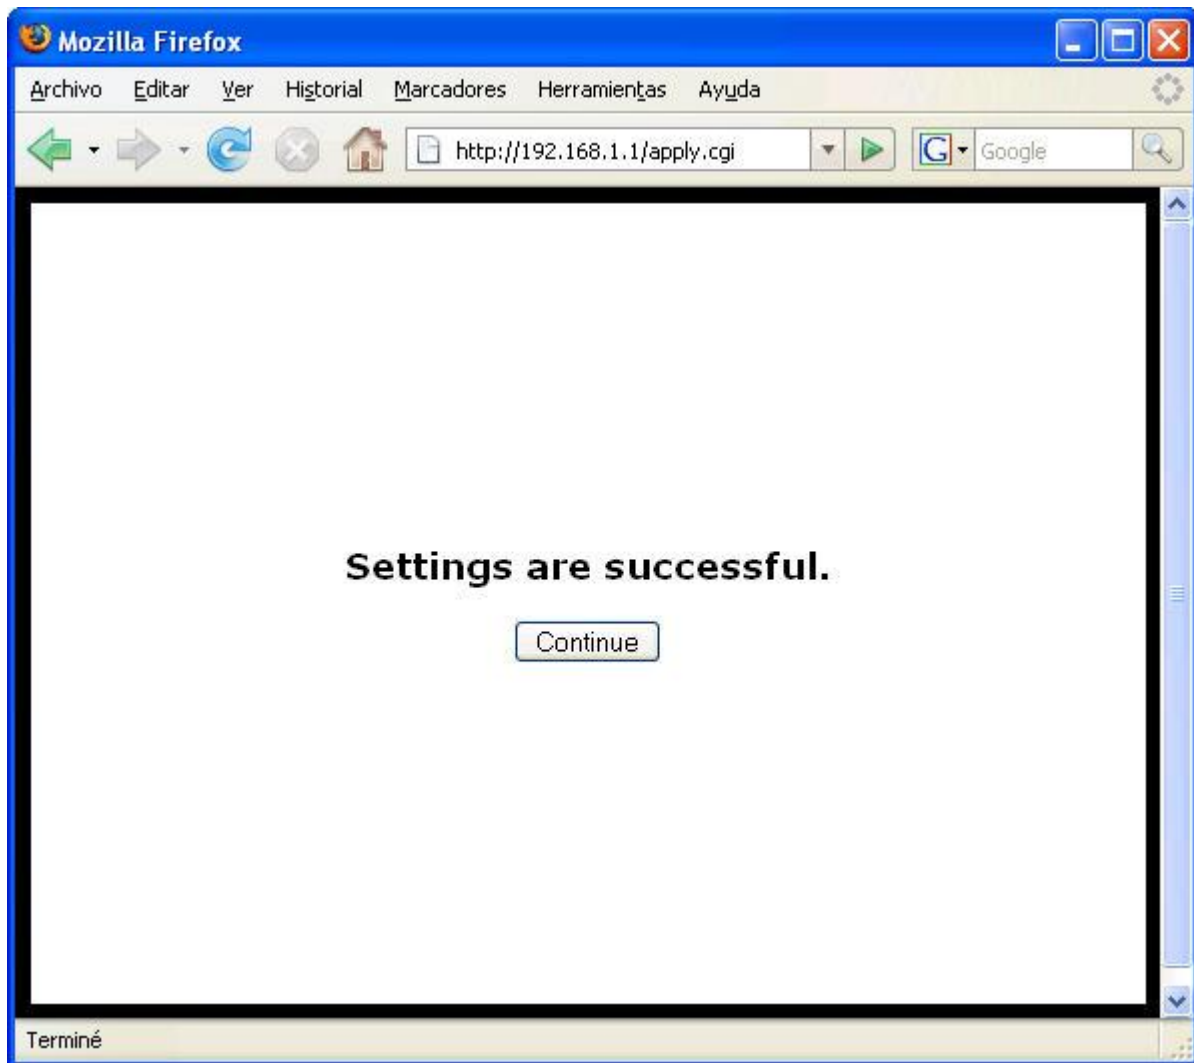 Mozilla Firefox
Archivo Editar Ver Historial Marcadores Herramientas Ayuda
http://192.168.1.1/apply.cgi G Google
Settings are successful.
Continue
Terminé